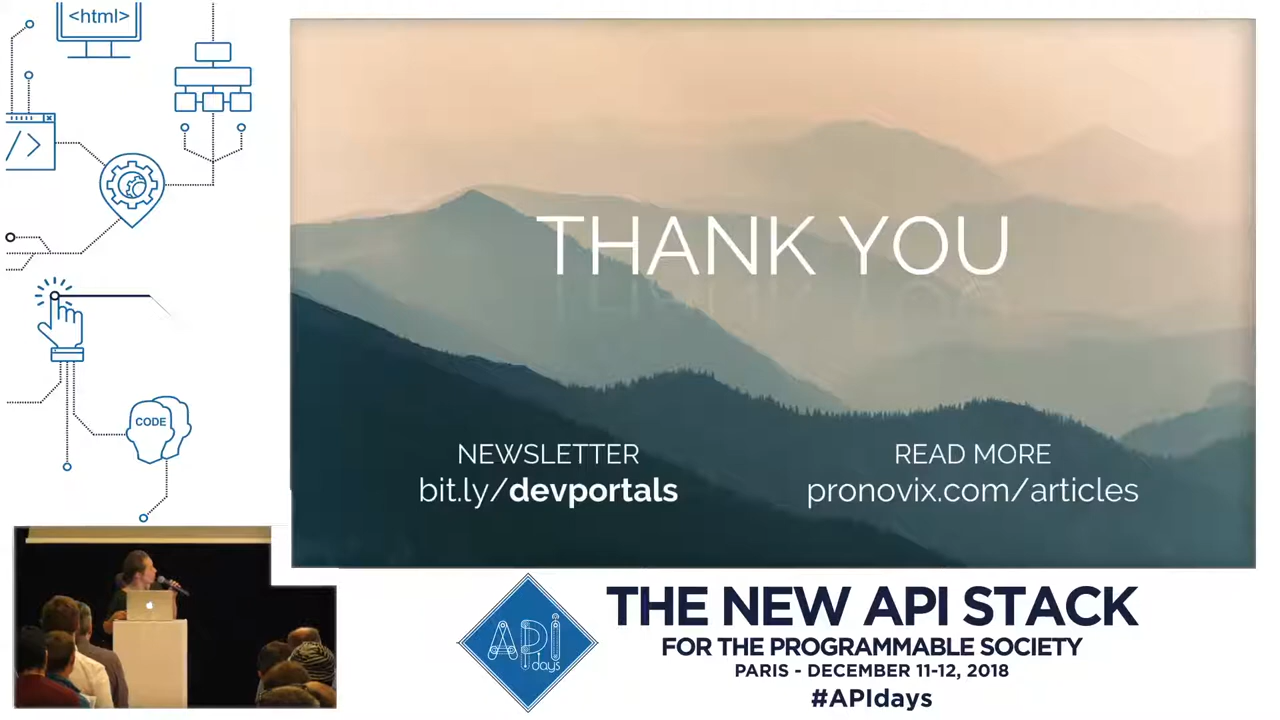 <html>
/>
CODE
THANK YOU
NEWSLETTER
bit.ly/devportals
READ MORE
pronovix.com/articles
API
days
THE NEW API STACK
FOR THE PROGRAMMABLE SOCIETY
PARIS - DECEMBER 11-12, 2018
#APIdays